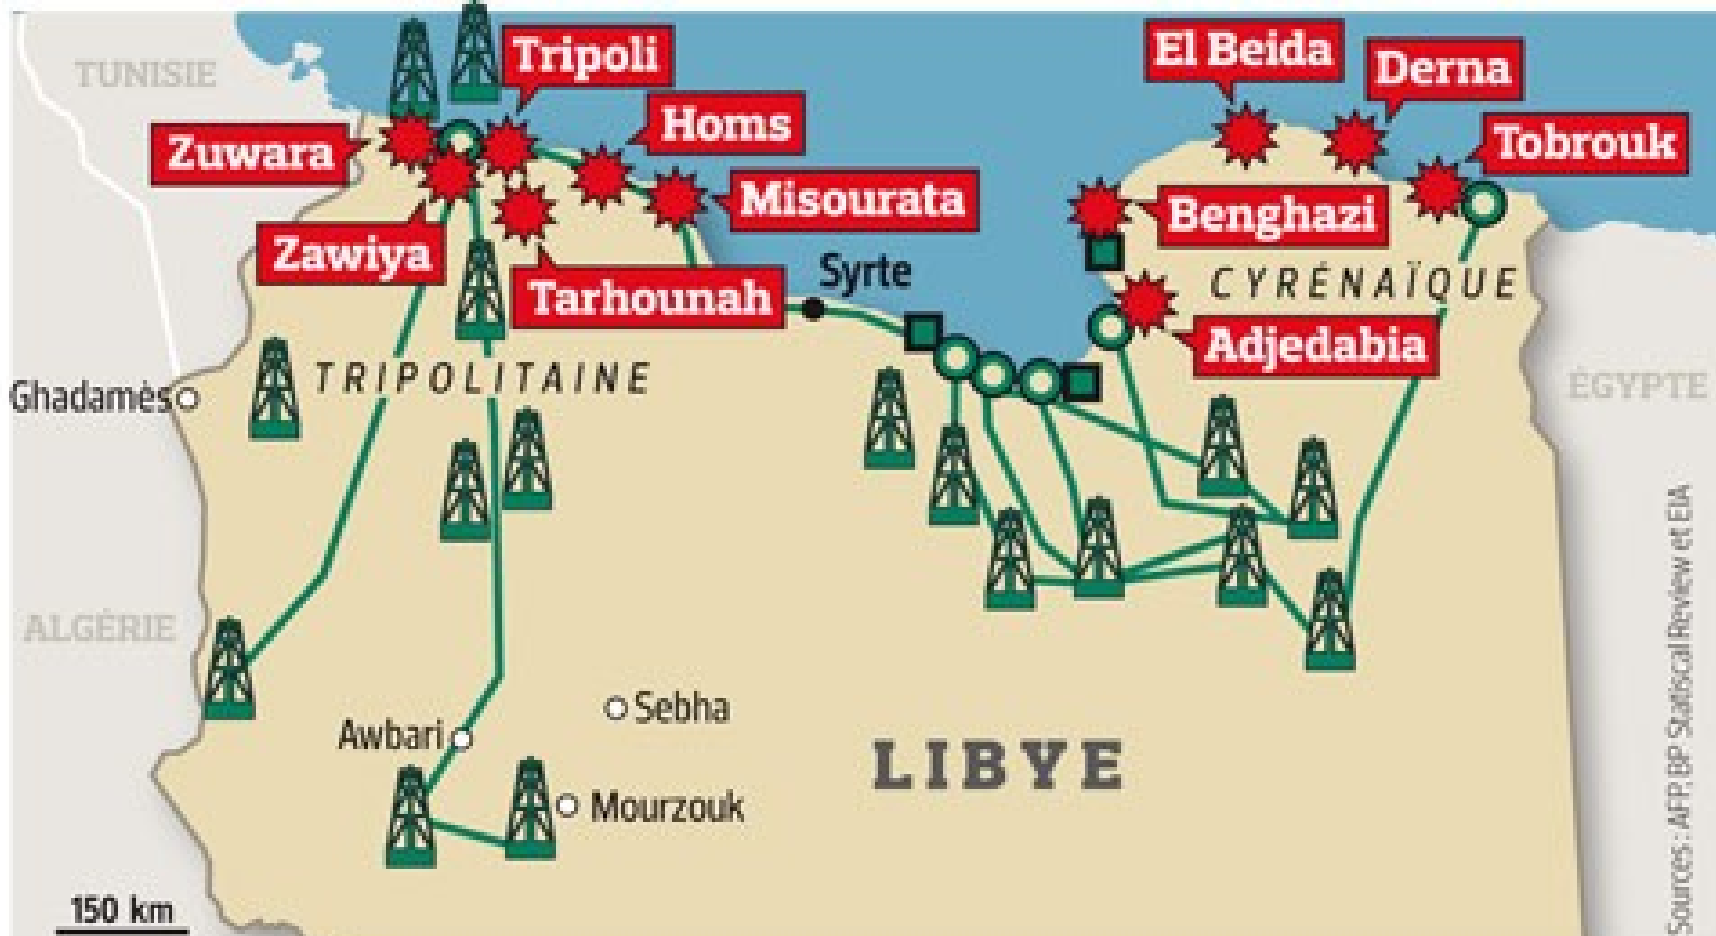 TUNISIE
Tripoli
El Beida
Derna
Homs
Zuwara
Tobrouk
Misourata
Benghazi
Zawiya
Tarhounah
Syrte
CYRÉNAÏQUE
Adjedabia
TRIPOLITAINE
Ghadamès
ÉGYPTE
ALGÉRIE
Sebha
Awbari
LIBYE
Mourzouk
150 km
Sources : AFP, BP Statiscal Review et EIA